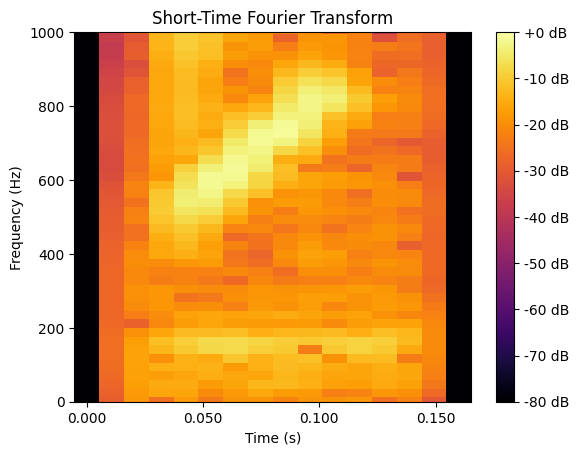 Short-Time Fourier Transform
1000
800
600
400
200
0
Frequency (Hz)
0.000
0.050
0.100
0.150
Time (s)
+0 dB
-10 dB
-20 dB
-30 dB
-40 dB
-50 dB
-60 dB
-70 dB
-80 dB